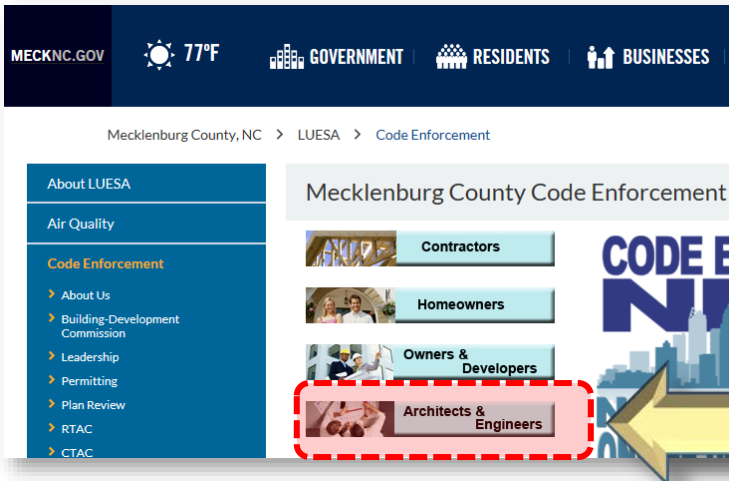 MECKNC.GOV
77°F
GOVERNMENT
RESIDENTS
BUSINESSES
Mecklenburg County, NC > LUESA > Code Enforcement
About LUESA
Air Quality
Code Enforcement
About Us
Building-Development
Commission
Leadership
Permitting
Plan Review
RTAC
CTAC
Mecklenburg County Code Enforcement
Contractors
Homeowners
Owners &
Developers
Architects &
Engineers
CODE